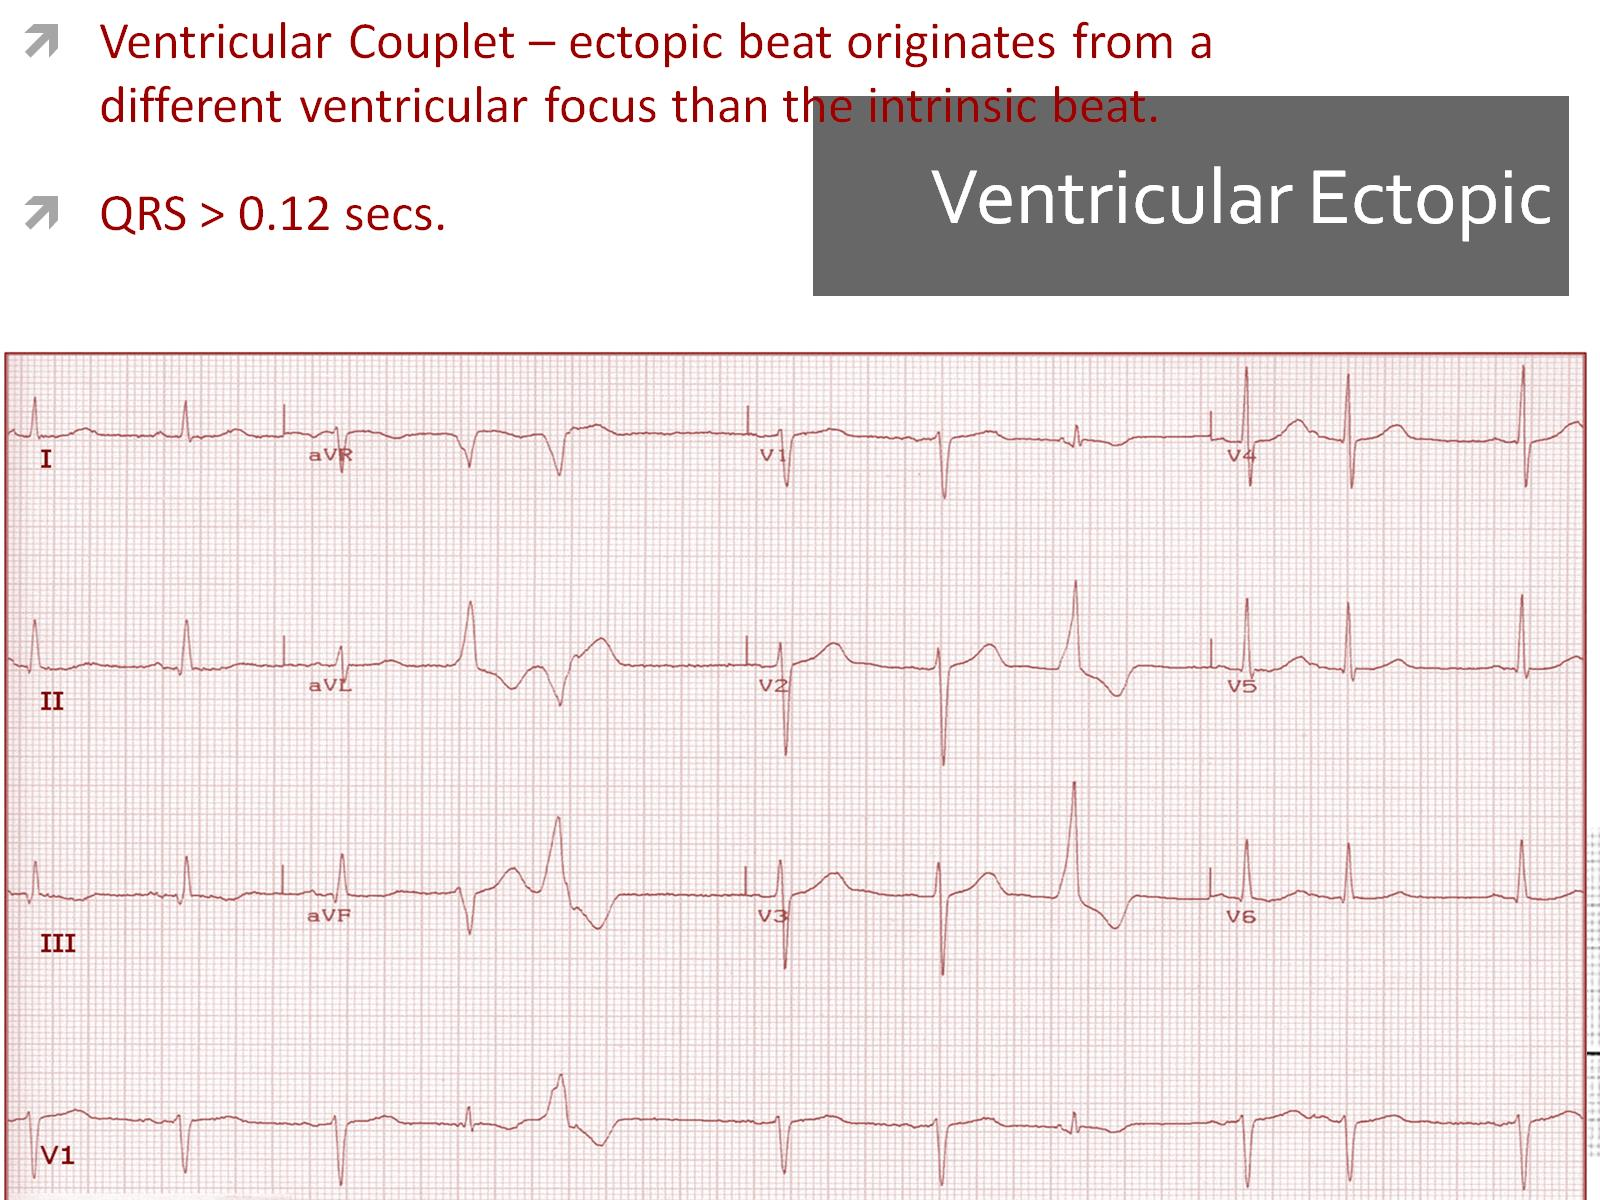 Ventricular Couplet – ectopic beat originates from a
different ventricular focus than the intrinsic beat.
QRS > 0.12 secs.
Ventricular Ectopic
I
aVR
V1
V4
II
aVL
V2
V5
III
aVF
V3
V6
V1